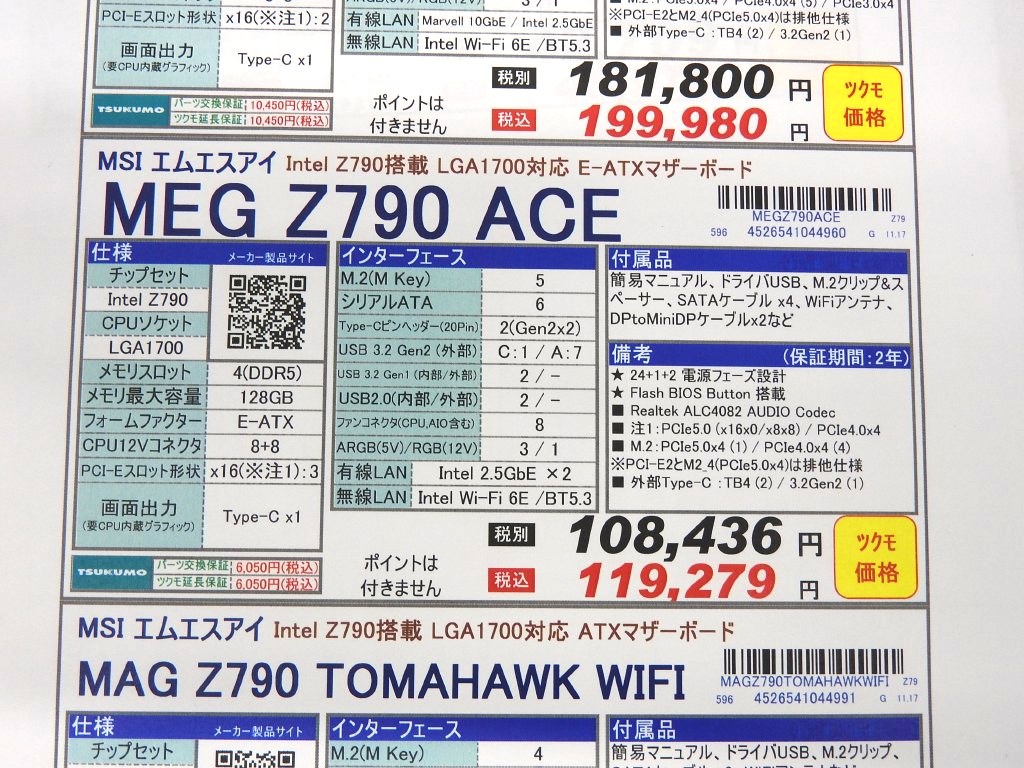 PCI-Eスロット形状 x16(※注1):2
画面出力
(要CPU内蔵グラフィック)
Type-C x1
ARGB(5V)/RGB(12V) 3 / 1
有線LAN Marvell 10GbE / Intel 2.5GbE
無線LAN Intel Wi-Fi 6E /BT5.3
■ M.2:PCIe5.0x4 / PCIe4.0x4 (5) / PCIe3.0x4
※PCI-E2とM2_4(PCIe5.0x4)は排他仕様
■ 外部Type-C :TB4 (2) / 3.2Gen2 (1)
TSUKUMO
パーツ交換保証 10,450円(税込)
ツクモ延長保証 10,450円(税込)
ポイントは
付きません
税別 181,800 円
税込 199,980 円
ツクモ
価格
MSI エムエスアイ Intel Z790搭載 LGA1700対応 E-ATXマザーボード
MEG Z790 ACE
MEGZ790ACE Z79
596 4526541044960 G 11.17
仕様 メーカー製品サイト
チップセット
Intel Z790
CPUソケット
LGA1700
メモリスロット 4(DDR5)
メモリ最大容量 128GB
フォームファクター E-ATX
CPU12Vコネクタ 8+8
PCI-Eスロット形状 x16(※注1):3
画面出力
(要CPU内蔵グラフィック)
Type-C x1
インターフェース
M.2(M Key) 5
シリアルATA 6
Type-Cピンヘッダー(20Pin) 2(Gen2x2)
USB 3.2 Gen2 (外部) C:1 / A:7
USB 3.2 Gen1 (内部/外部) 2 / -
USB2.0(内部/外部) 2 / -
ファンコネクタ(CPU,AIO含む) 8
ARGB(5V)/RGB(12V) 3 / 1
有線LAN Intel 2.5GbE ×2
無線LAN Intel Wi-Fi 6E /BT5.3
付属品
簡易マニュアル、ドライバUSB、M.2クリップ&ス
ペーサー、SATAケーブル x4、WiFiアンテナ、
DPtoMiniDPケーブルx2など
備考 (保証期間:2年)
★ 24+1+2 電源フェーズ設計
★ Flash BIOS Button 搭載
■ Realtek ALC4082 AUDIO Codec
■ 注1:PCIe5.0 (x16x0/x8x8) / PCIe4.0x4
■ M.2:PCIe5.0x4 (1) / PCIe4.0x4 (4)
※PCI-E2とM2_4(PCIe5.0x4)は排他仕様
■ 外部Type-C :TB4 (2) / 3.2Gen2 (1)
TSUKUMO
パーツ交換保証 6,050円(税込)
ツクモ延長保証 6,050円(税込)
ポイントは
付きません
税別 108,436 円
税込 119,279 円
ツクモ
価格
MSI エムエスアイ Intel Z790搭載 LGA1700対応 ATXマザーボード
MAG Z790 TOMAHAWK WIFI
MAGZ790TOMAHAWKWIFI Z79
596 4526541044991 G 11.17
仕様 メーカー製品サイト
チップセット
インターフェース
M.2(M Key) 4
付属品
簡易マニュアル、ドライバUSB、M.2クリップ、